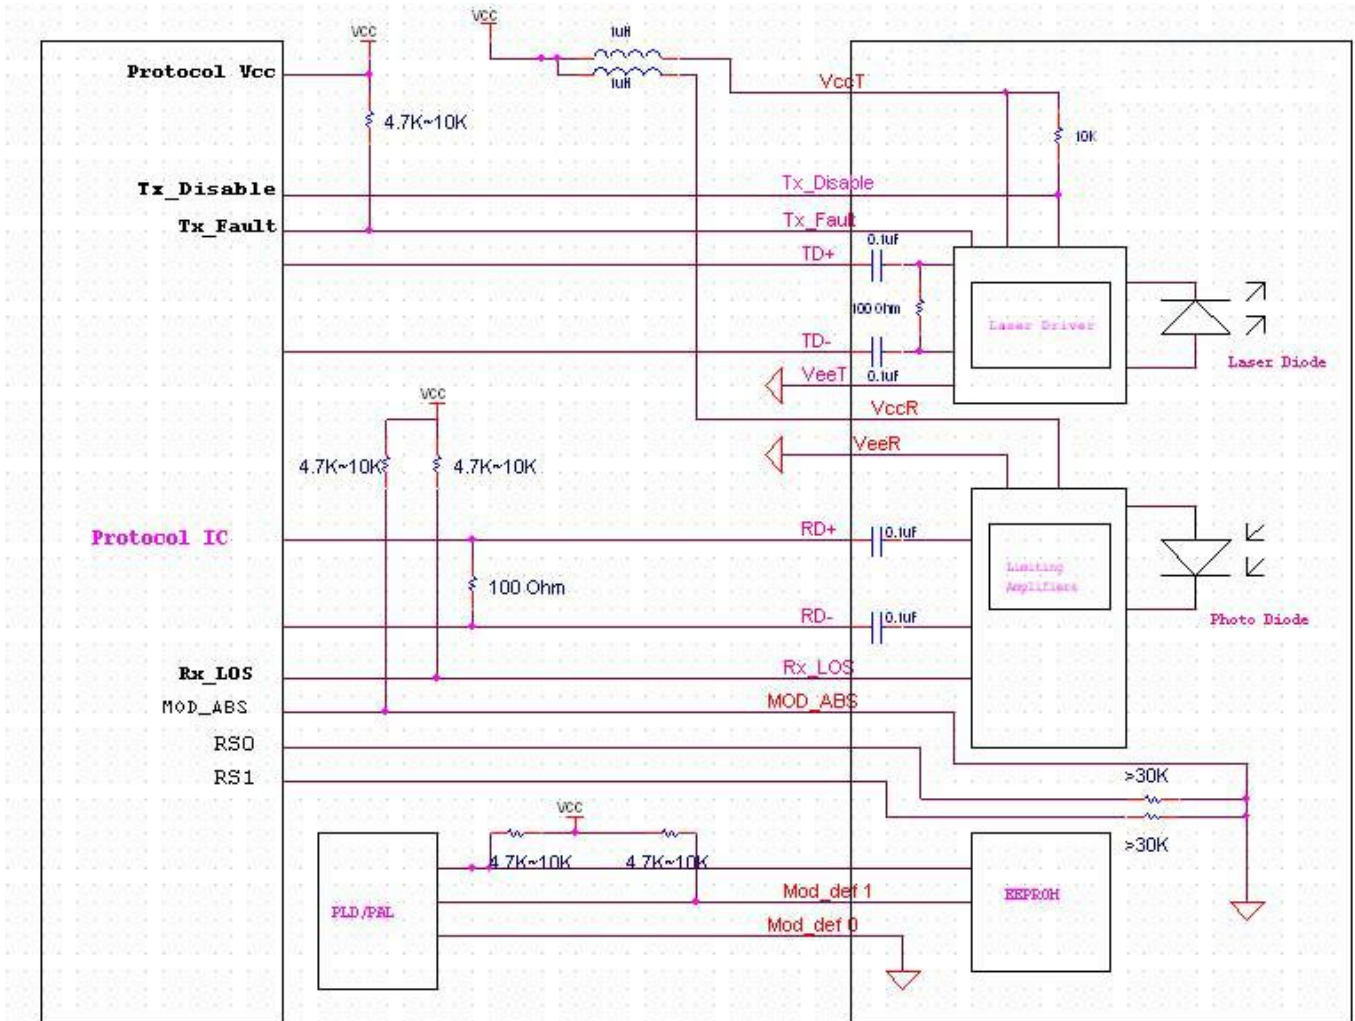 VCC
VCC
1uH
1uH
Protocol Vcc
VccT
4.7K~10K
10K
Tx_Disable
Tx_Disable
Tx_Fault
Tx_Fault
0.1uF
TD+
100 Ohm
Laser Driver
TD-
Laser Diode
VeeT
0.1uF
VCC
VccR
VeeR
4.7K~10K
4.7K~10K
Protocol IC
RD+
0.1uF
Limiting
Amplifiers
100 Ohm
RD-
0.1uF
Photo Diode
Rx_LOS
Rx_LOS
MOD_ABS
MOD_ABS
RS0
RS1
>30K
VCC
>30K
4.7K~10K
4.7K~10K
Mod_def 1
EEPROM
PLD/PAL
Mod_def 0